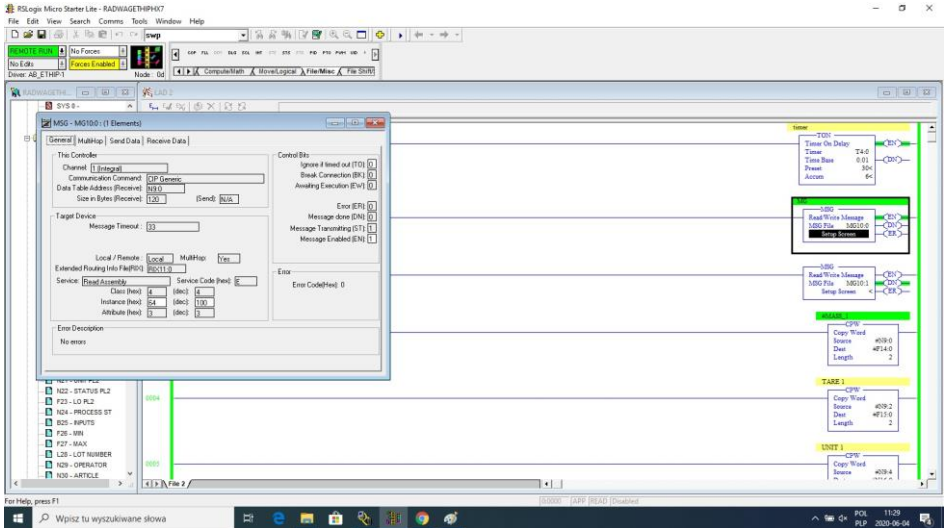 RSLogix Micro Starter Lite - RADWAGETHIPHX7
File Edit View Search Comms Tools Window Help
swp
REMOTE RUN No Forces
No Edits Forces Enabled
Driver: AB_ETHIP-1 Node: 0d
Compute/Math Move/Logical File/Misc File Shift/
LAD 2
SYS 0 -
MSG - MG10:0 : (1 Elements)
General MultiHop Send Data Receive Data
This Controller
Channel: 1 (Integral)
Communication Command: CIP Generic
Data Table Address (Receive): N9:0
Size in Bytes (Receive): 120 (Send): N/A
Target Device
Message Timeout : 33
Local / Remote : Local MultiHop: Yes
Extended Routing Info File(RIX): RIX11:0
Service: Read Assembly Service Code (hex): E
Class (hex): 4 (dec): 4
Instance (hex): 64 (dec): 100
Attribute (hex): 3 (dec): 3
Control Bits
Ignore if timed out (TO): 0
Break Connection (BK): 0
Awaiting Execution (EW): 0
Error (ER): 0
Message done (DN): 0
Message Transmitting (ST): 1
Message Enabled (EN): 1
Error
Error Code(Hex): 0
Error Description
No errors
N22 - STATUS PL2
F23 - LO PL2
N24 - PROCESS ST
B25 - INPUTS
F26 - MIN
F27 - MAX
L28 - LOT NUMBER
N29 - OPERATOR
N30 - ARTICLE
timer
TON
Timer On Delay EN
Timer T4:0
Time Base 0.01 DN
Preset 30<
Accum 6<
MSG
Read/Write Message EN
MSG File MG10:0 DN
Setup Screen ER
MSG
Read/Write Message EN
MSG File MG10:1 DN
Setup Screen < ER
CPW
Copy Word
Source #N9:0
Dest #F14:0
Length 2
0004
TARE 1
CPW
Copy Word
Source #N9:2
Dest #F15:0
Length 2
0005
UNIT 1
CPW
Copy Word
Source #N9:4
File 2
For Help, press F1
0:0000 APP READ Disabled
Wpisz tu wyszukiwane słowa
POL 11:29
PLP 2020-06-04